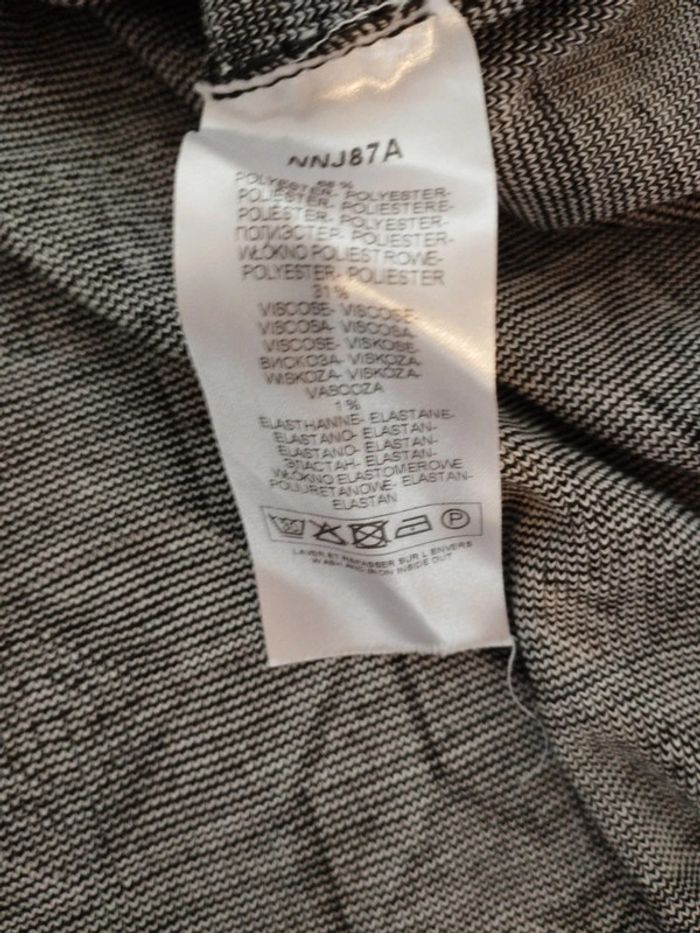 NNJ87A
68 %
POLYESTER- POLYESTER-
POLIESTER- POLIESTERE-
POLIESTER- POLYESTER-
ПОЛИЭСТЕР- POLIESTER-
WŁÓKNO POLIESTROWE-
POLYESTER- POLIESTER
31%
VISCOSE- VISCOSE-
VISCOSA- VISCOSA-
VISCOSE- VISKOSE-
ВИСКОЗА- VISKOZA-
WISKOZA- VISKÓZA-
VASCOZA
1%
ELASTHANNE- ELASTANE-
ELASTANO- ELASTAN-
ELASTANO- ELASTAN-
ЭЛАСТАН- ELASTAN-
WŁÓKNO ELASTOMEROWE
POLIURETANOWE- ELASTAN-
ELASTAN
30 P
LAVER ET REPASSER SUR L ENVERS
WASH AND IRON INSIDE OUT